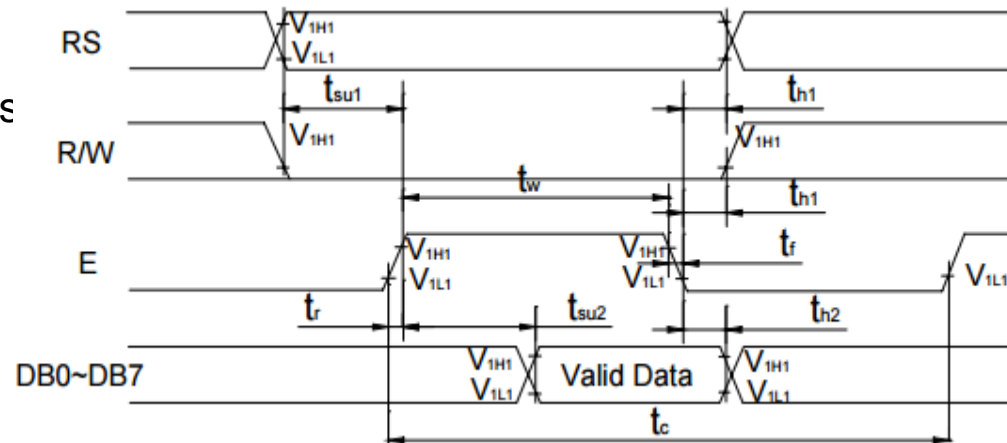 RS V1H1
V1L1
tsu1 th1
s
R/W V1H1 V1H1
tw th1
E V1H1 V1H1 tf
V1L1 V1L1 V1L1
tr tsu2 th2
DB0~DB7 V1H1 Valid Data V1H1
V1L1 V1L1
tc